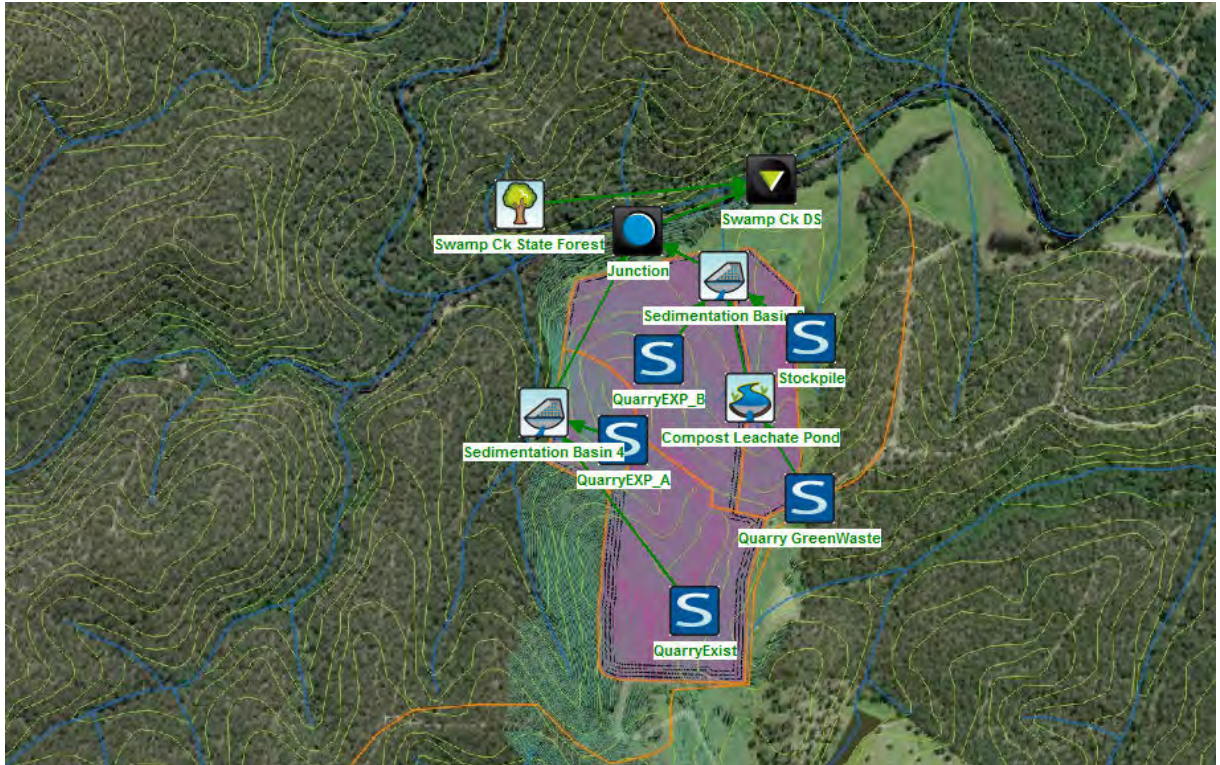 Swamp Ck DS
Swamp Ck State Forest
Junction
Sedimentation Basin
Stockpile
QuarryEXP_B
Compost Leachate Pond
Sedimentation Basin 4
QuarryEXP_A
Quarry GreenWaste
QuarryExist